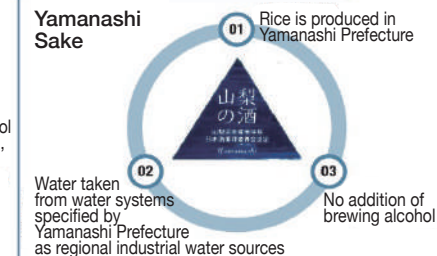 Yamanashi
Sake
01
Rice is produced in
Yamanashi Prefecture
山梨
の酒
ol
,
02
03
Water taken
from water systems
specified by
Yamanashi Prefecture
as regional industrial water sources
No addition of
brewing alcohol